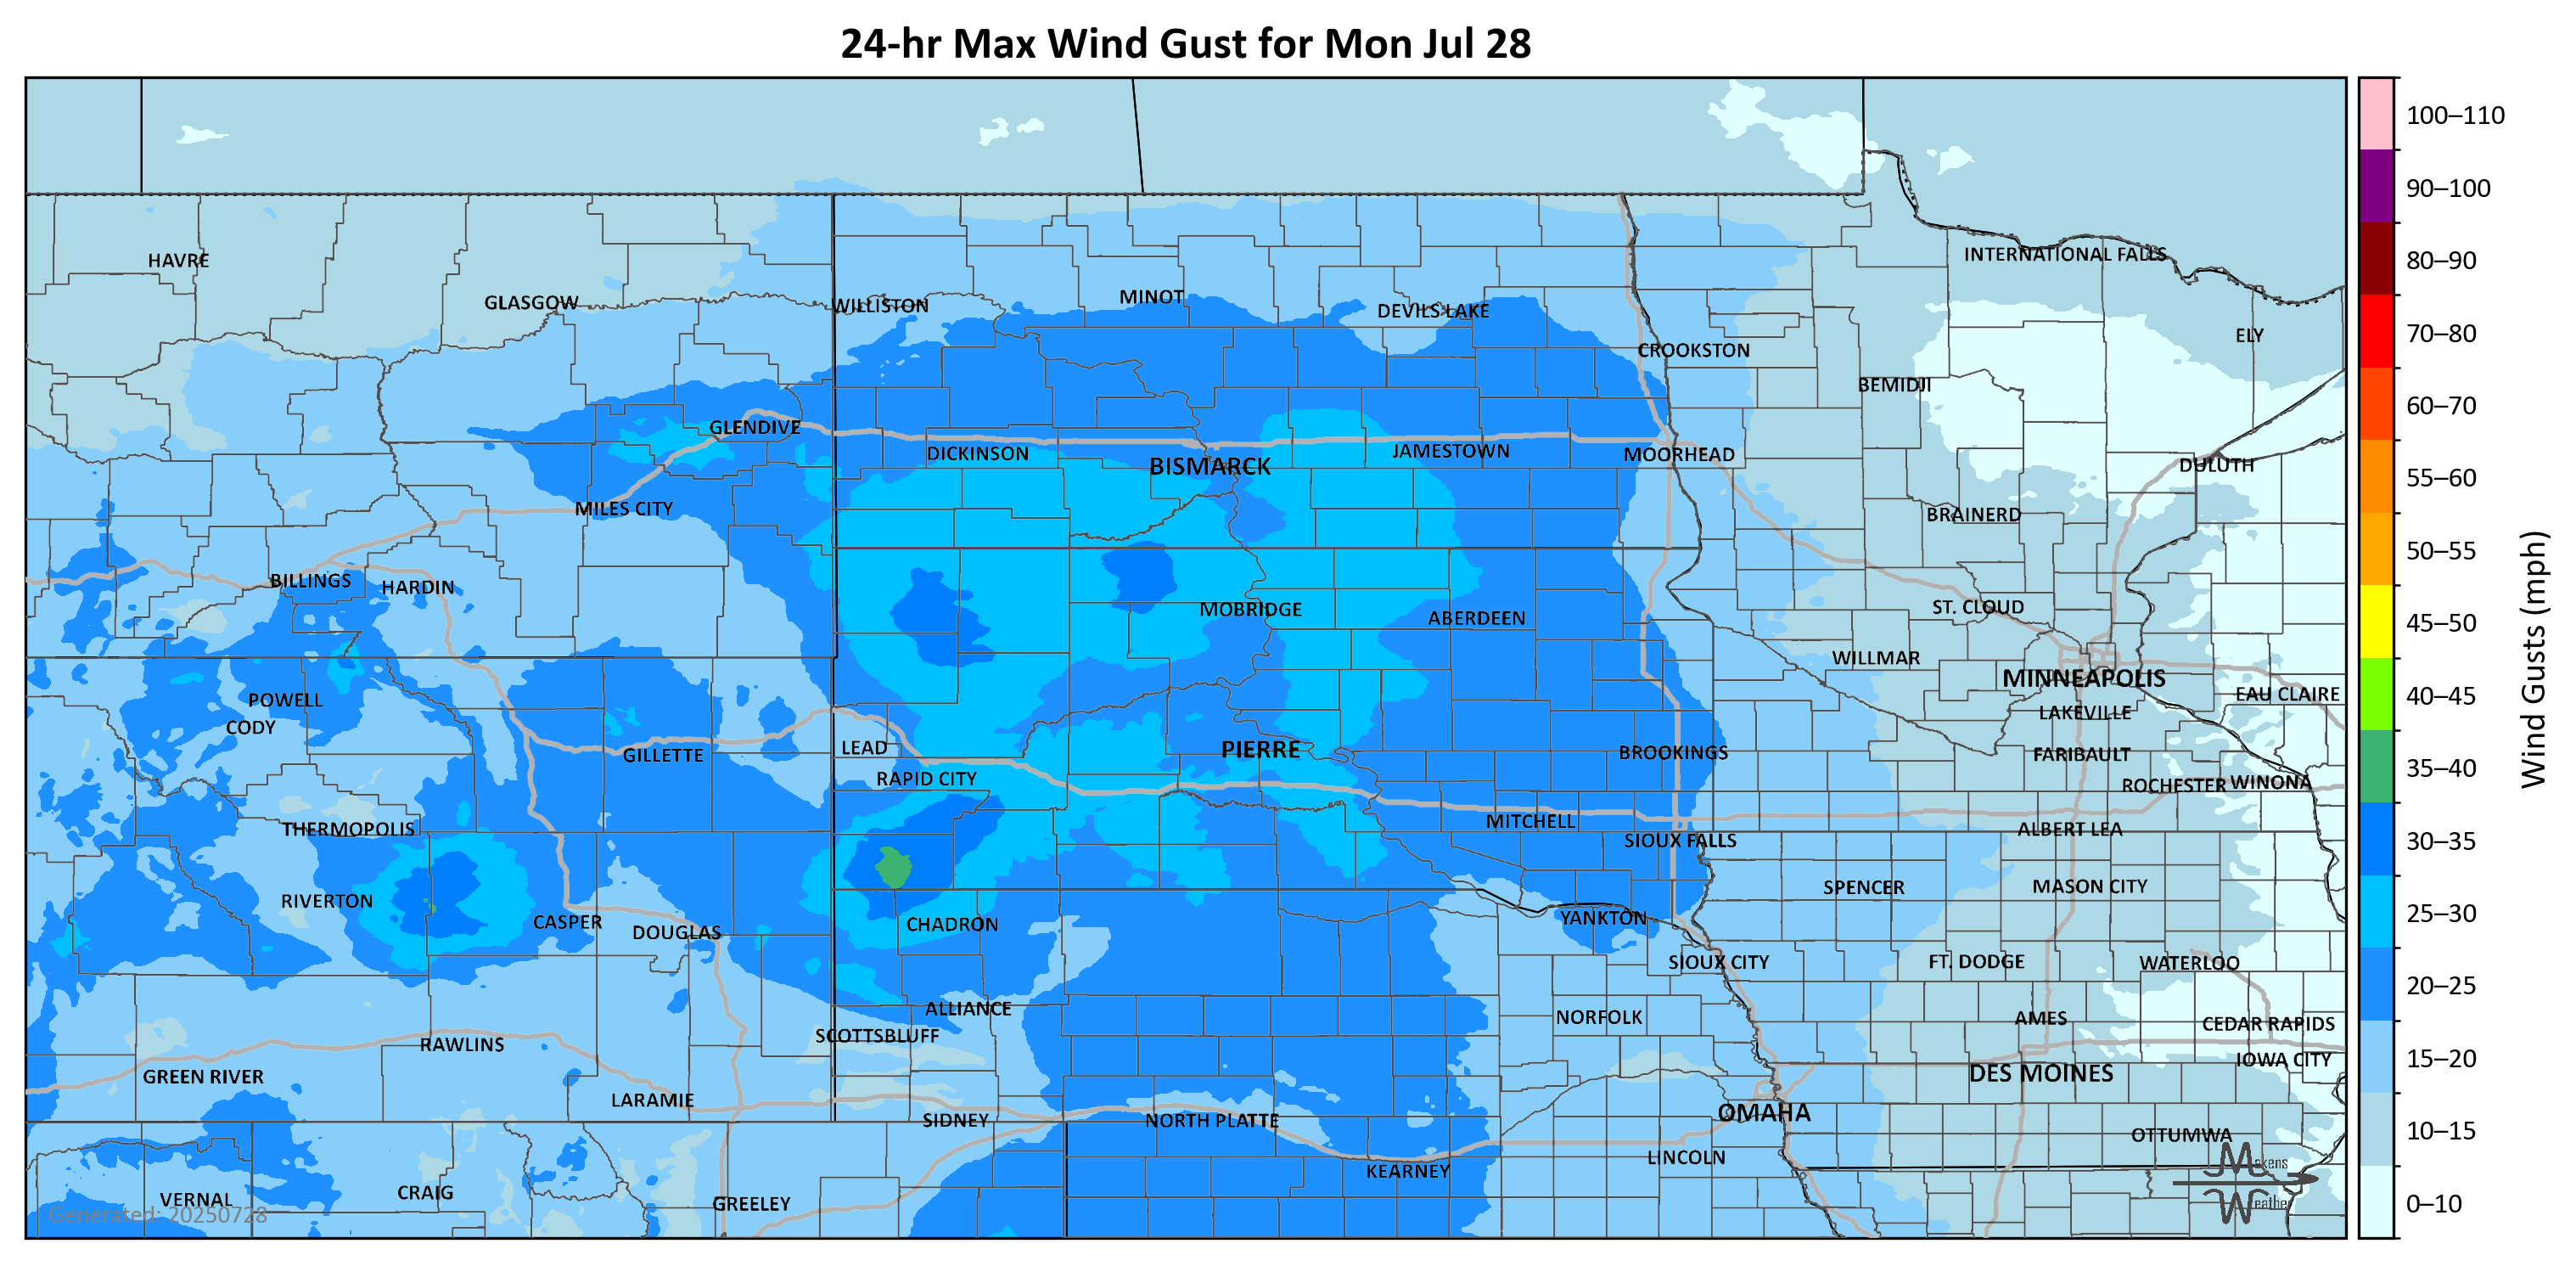 24-hr Max Wind Gust for Mon Jul 28
100–110
90–100
80–90
70–80
60–70
55–60
50–55
45–50
40–45
35–40
30–35
25–30
20–25
15–20
10–15
0–10
Wind Gusts (mph)
HAVRE
INTERNATIONAL FALLS
GLASGOW
WILLISTON
MINOT
DEVILS LAKE
ELY
CROOKSTON
BEMIDJI
GLENDIVE
DICKINSON
BISMARCK
JAMESTOWN
MOORHEAD
DULUTH
MILES CITY
BRAINERD
BILLINGS
HARDIN
MOBRIDGE
ABERDEEN
ST. CLOUD
WILLMAR
MINNEAPOLIS
EAU CLAIRE
POWELL
CODY
LAKEVILLE
GILLETTE
LEAD
PIERRE
BROOKINGS
FARIBAULT
RAPID CITY
ROCHESTER
WINONA
THERMOPOLIS
MITCHELL
SIOUX FALLS
ALBERT LEA
RIVERTON
SPENCER
MASON CITY
CASPER
DOUGLAS
CHADRON
YANKTON
SIOUX CITY
FT. DODGE
WATERLOO
ALLIANCE
NORFOLK
AMES
CEDAR RAPIDS
SCOTTSBLUFF
RAWLINS
IOWA CITY
GREEN RIVER
DES MOINES
LARAMIE
SIDNEY
NORTH PLATTE
OMAHA
OTTUMWA
KEARNEY
LINCOLN
VERNAL
CRAIG
GREELEY
Makens
Weather
Generated: 20250728